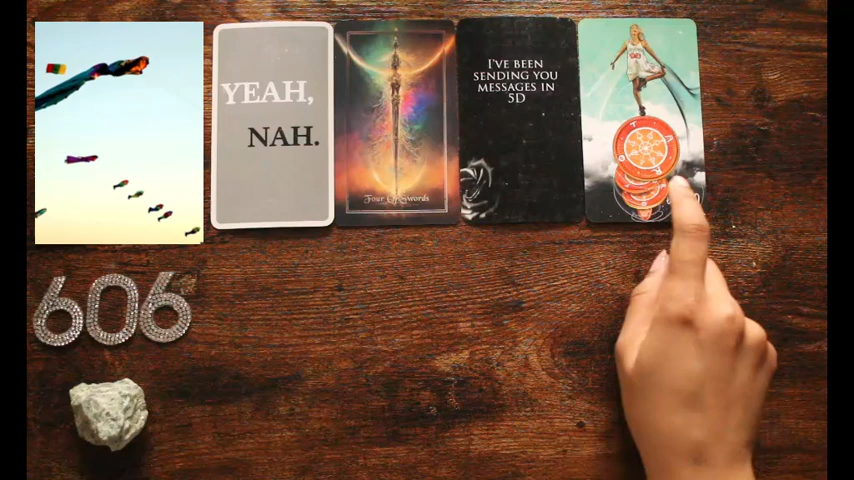 YEAH,
NAH.
Four Of Swords
I'VE BEEN
SENDING YOU
MESSAGES IN
5D
606